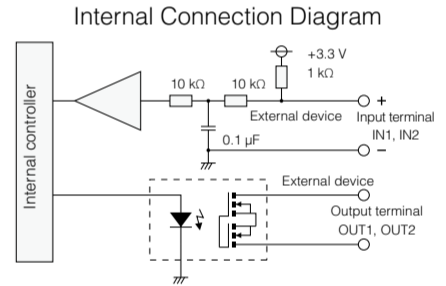 Internal Connection Diagram
Internal controller
+3.3 V
1 kΩ
10 kΩ
10 kΩ
0.1 µF
External device
+
Input terminal
IN1, IN2
−
External device
Output terminal
OUT1, OUT2